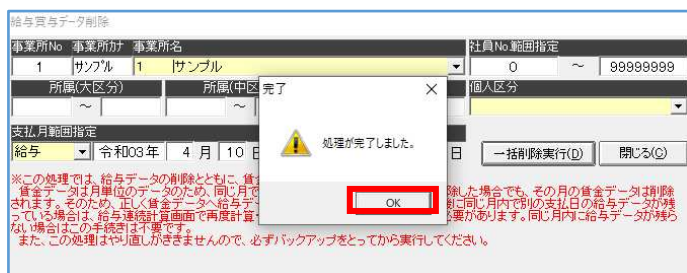 給与賞与データ削除
事業所No 事業所カナ 事業所名 社員No.範囲指定
1 ｻﾝﾌﾟﾙ 1 サンプル 0 ～ 99999999
所属(大区分) 所属(中区 個人区分
～ ～
完了
処理が完了しました。
OK
支払月範囲指定
給与 令和03年 4 月 10 日 一括削除実行(D) 閉じる(C)
※この処理では、給与データの削除とともに、賃 除した場合でも、その月の賃金データは削除
賃金データは月単位のデータのため、同じ月で
されます。そのため、正しく賃金データへ給与デー に同じ月内で別の支払日の給与データが残
っている場合は、給与連続計算画面で再度計算 必要があります。同じ月内に給与データが残ら
ない場合はこの手続きは不要です。
また、この処理はやり直しができませんので、必ずバックアップをとってから実行してください。